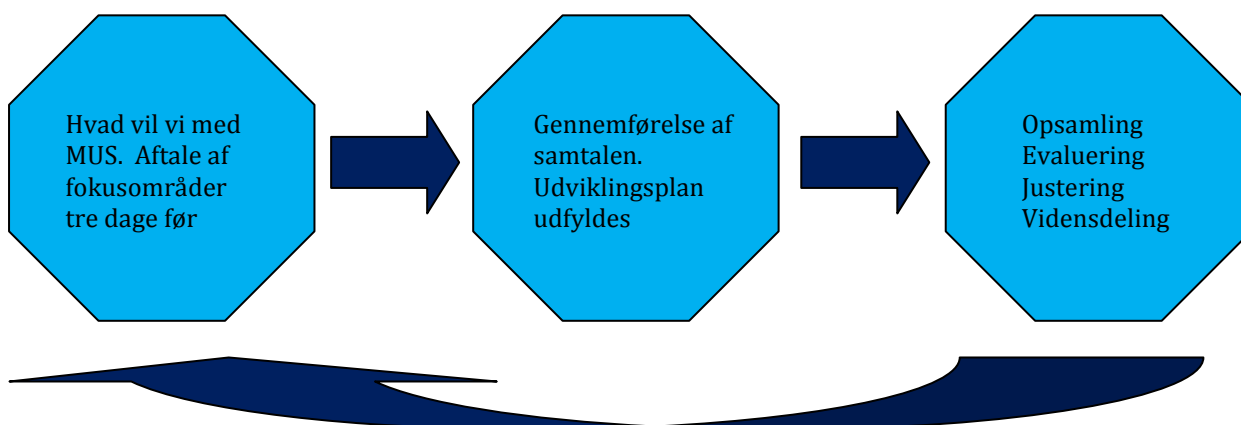 Hvad vil vi med
MUS.  Aftale af
fokusområder
tre dage før
Gennemførelse af
samtalen.
Udviklingsplan
udfyldes
Opsamling
Evaluering
Justering
Vidensdeling